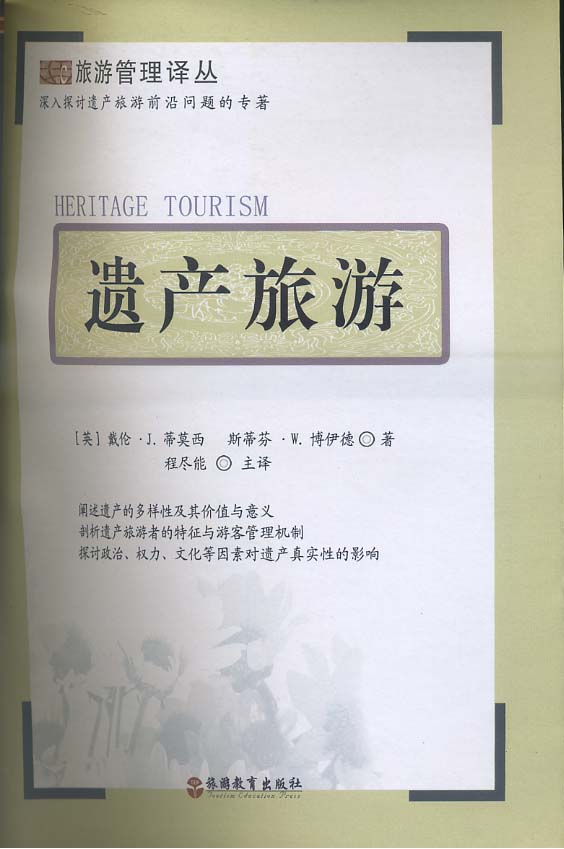 旅游管理译丛
深入探讨遗产旅游前沿问题的专著
HERITAGE TOURISM
遗产旅游
[英] 戴伦·J. 蒂莫西 斯蒂芬·W. 博伊德 ◎ 著
程尽能 ◎ 主译
阐述遗产的多样性及其价值与意义
剖析遗产旅游者的特征与游客管理机制
探讨政治、权力、文化等因素对遗产真实性的影响
旅游教育出版社
Tourism Education Press